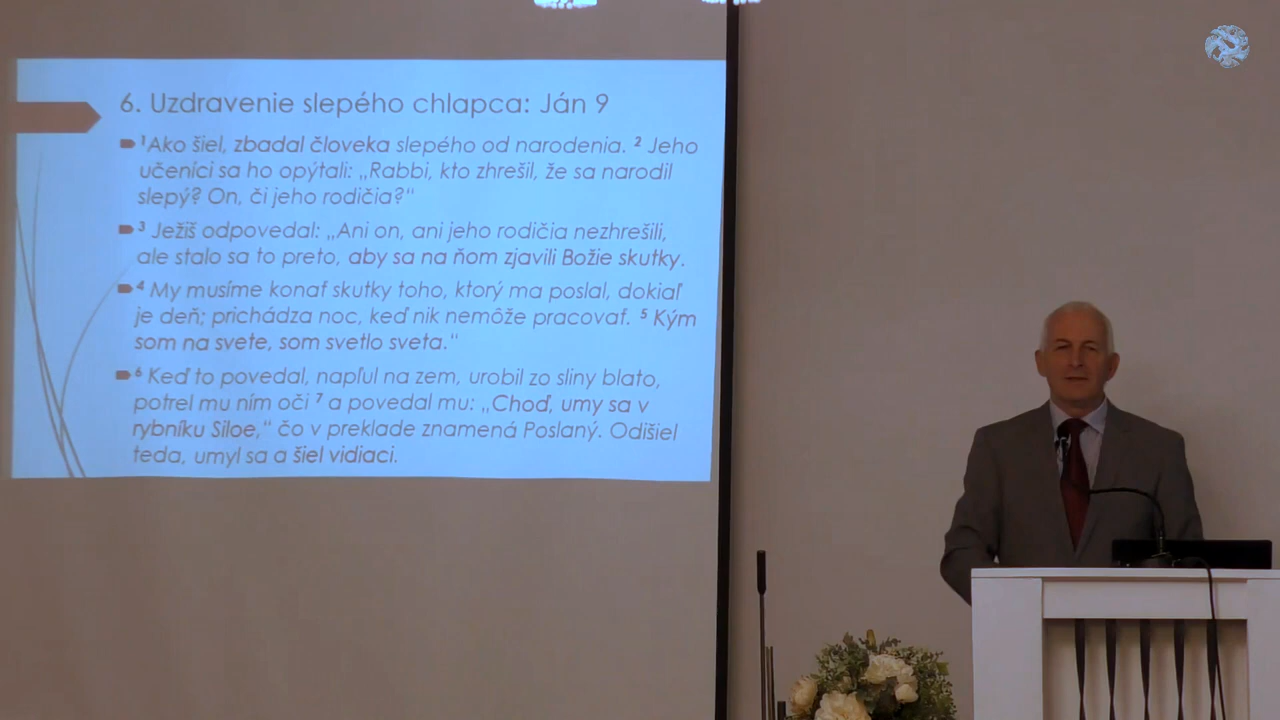 6. Uzdravenie slepého chlapca: Ján 9
¹Ako šiel, zbadal človeka slepého od narodenia. ² Jeho
učeníci sa ho opýtali: „Rabbi, kto zhrešil, že sa narodil
slepý? On, či jeho rodičia?“
³ Ježiš odpovedal: „Ani on, ani jeho rodičia nezhrešili,
ale stalo sa to preto, aby sa na ňom zjavili Božie skutky.
⁴ My musíme konať skutky toho, ktorý ma poslal, dokiaľ
je deň; prichádza noc, keď nik nemôže pracovať. ⁵ Kým
som na svete, som svetlo sveta.“
⁶ Keď to povedal, napľul na zem, urobil zo sliny blato,
potrel mu ním oči ⁷ a povedal mu: „Choď, umy sa v
rybníku Siloe,“ čo v preklade znamená Poslaný. Odišiel
teda, umyl sa a šiel vidiaci.